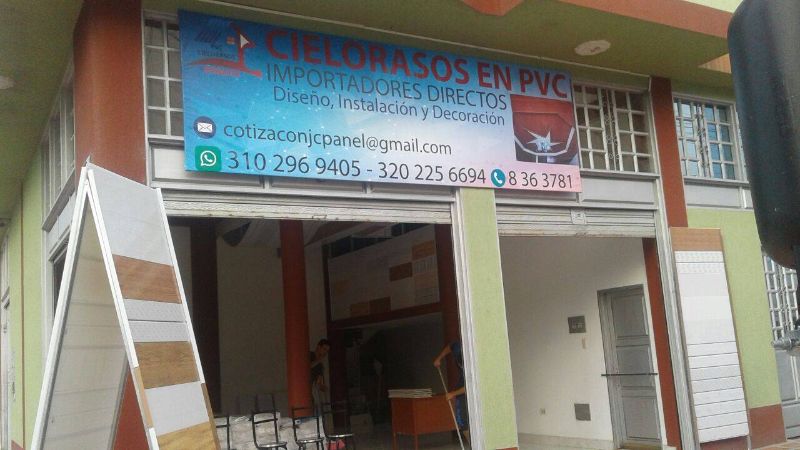 PVC
CIELORASOS EN PVC
IMPORTADORES DIRECTOS
Diseño, Instalación y Decoración
cotizaconjcpanel@gmail.com
310 296 9405 - 320 225 6694 8 36 3781